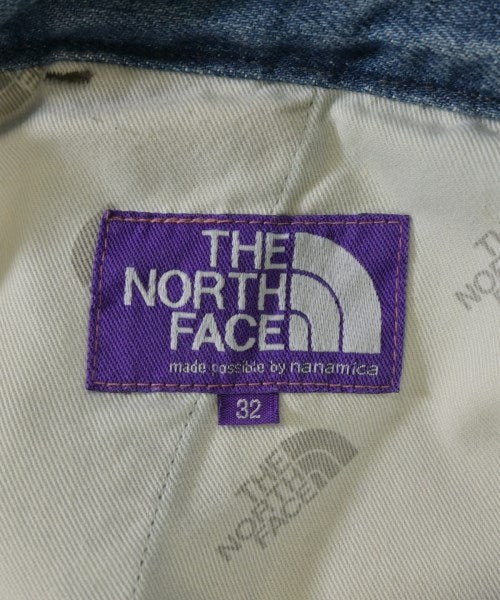 THE
NORTH
FACE
made possible by nanamica
32
THE
NORTH
FACE